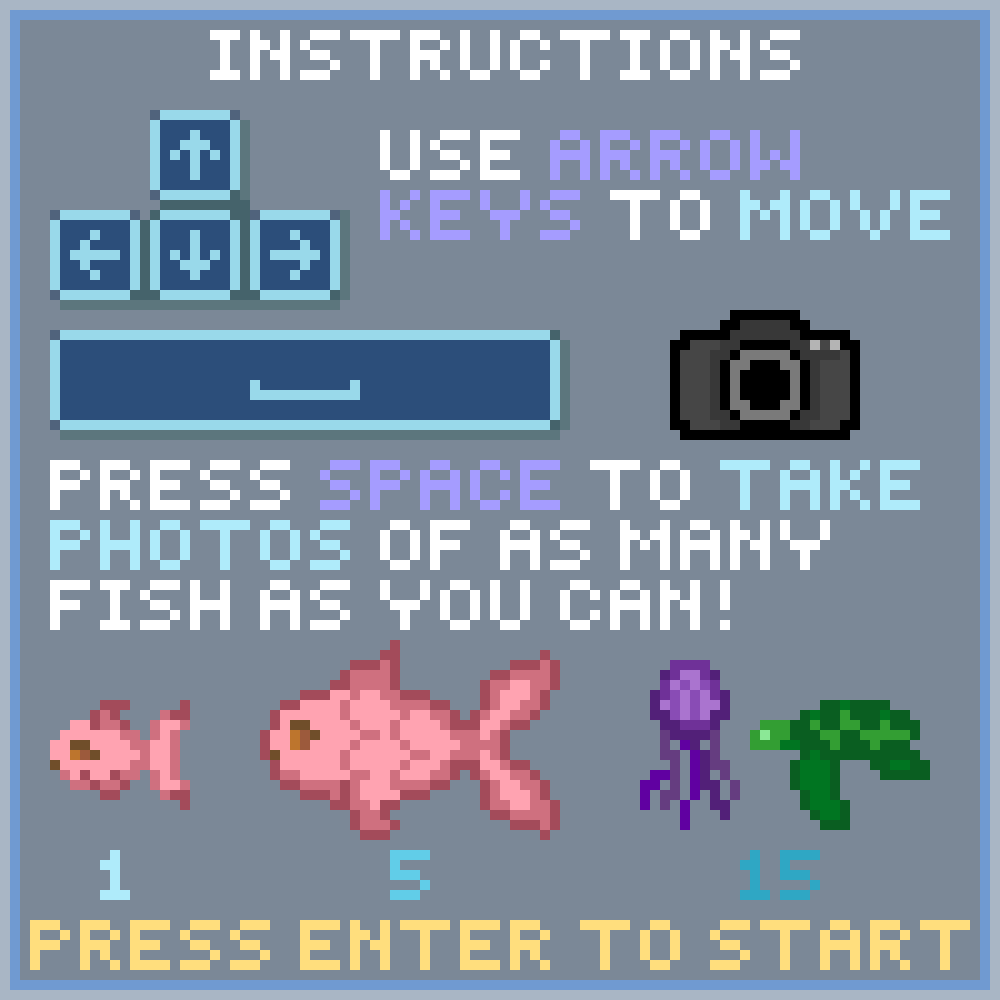 INSTRUCTIONS
USE ARROW
KEYS TO MOVE
PRESS SPACE TO TAKE
PHOTOS OF AS MANY
FISH AS YOU CAN!
1 5 15
PRESS ENTER TO START